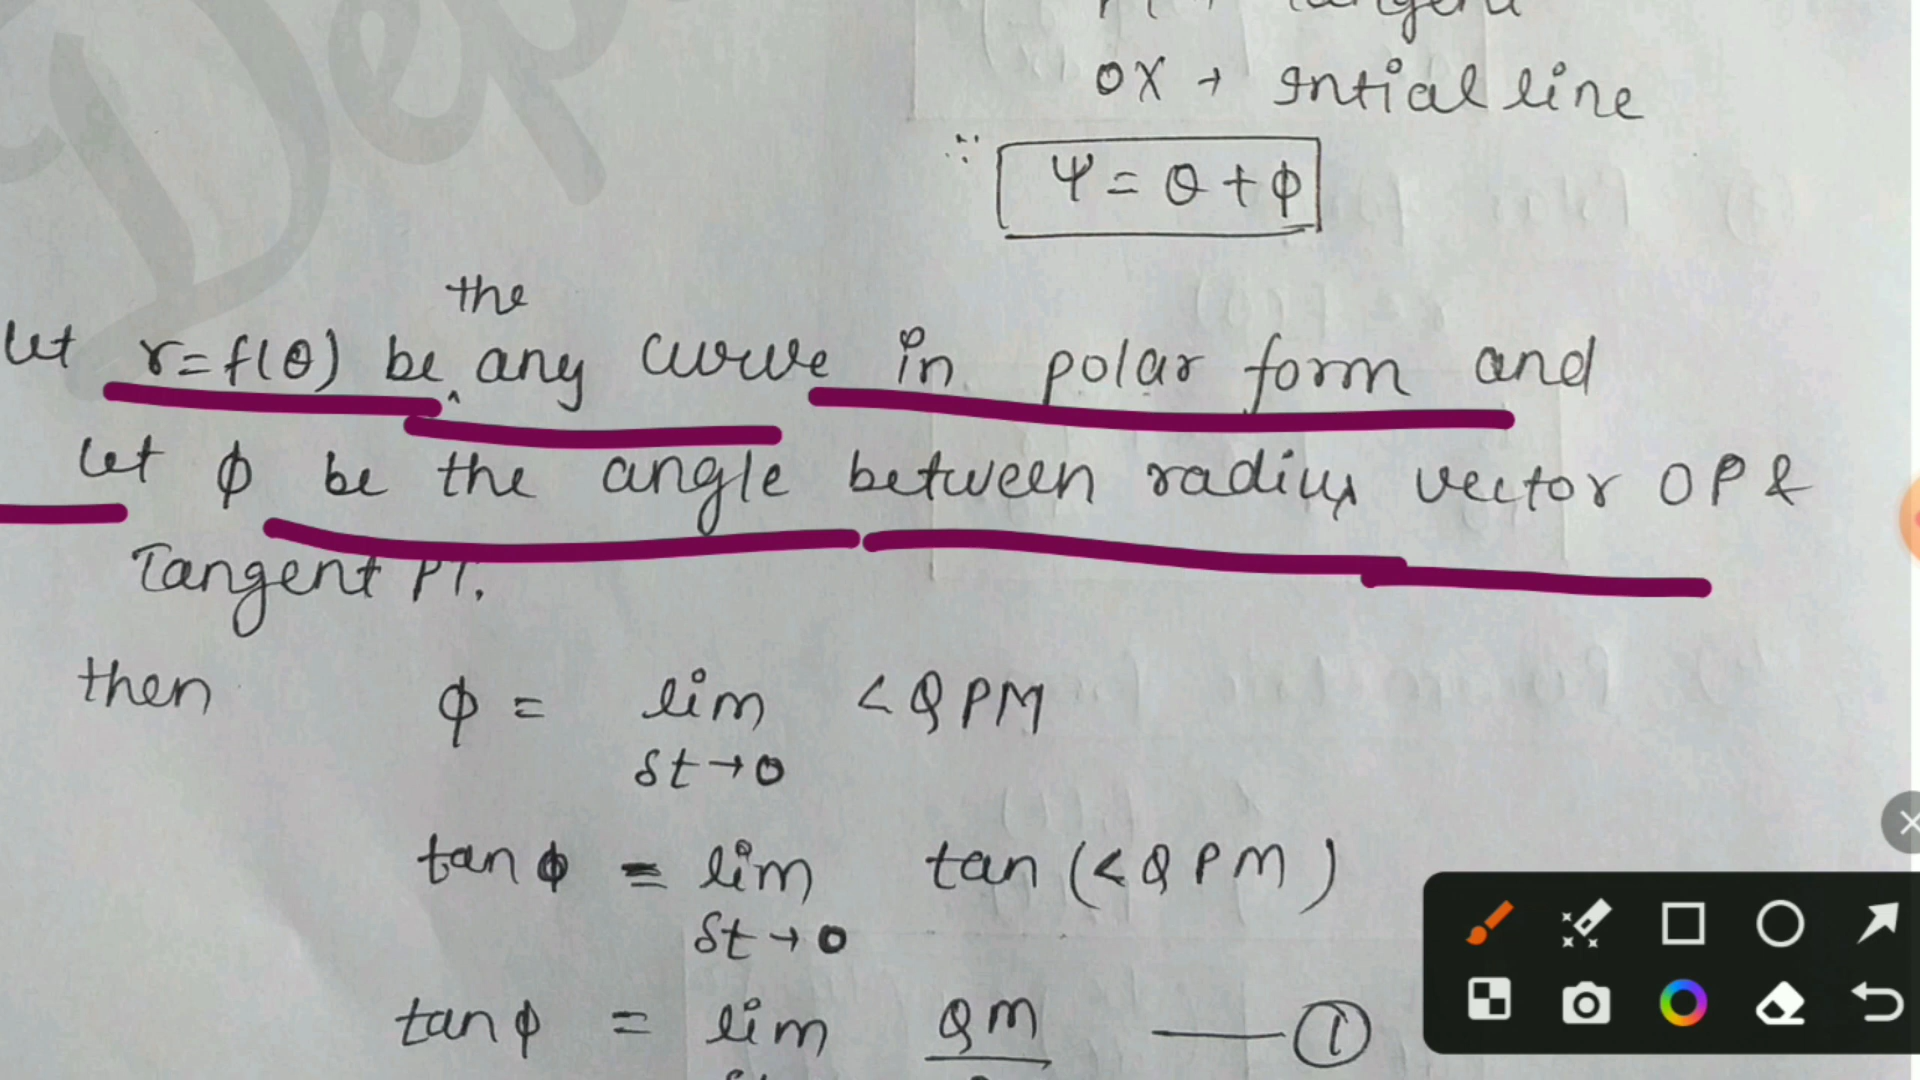 Tangent
OX → Intial line
∵ Ψ = θ + ϕ
the
let r = f(θ) be ‸ any curve in polar form and
let ϕ be the angle between radius vector OP &
Tangent PT.
then ϕ = lim <QPM
δt→0
tan ϕ = lim tan (<QPM)
δt→0
tan ϕ = lim QM —— ①